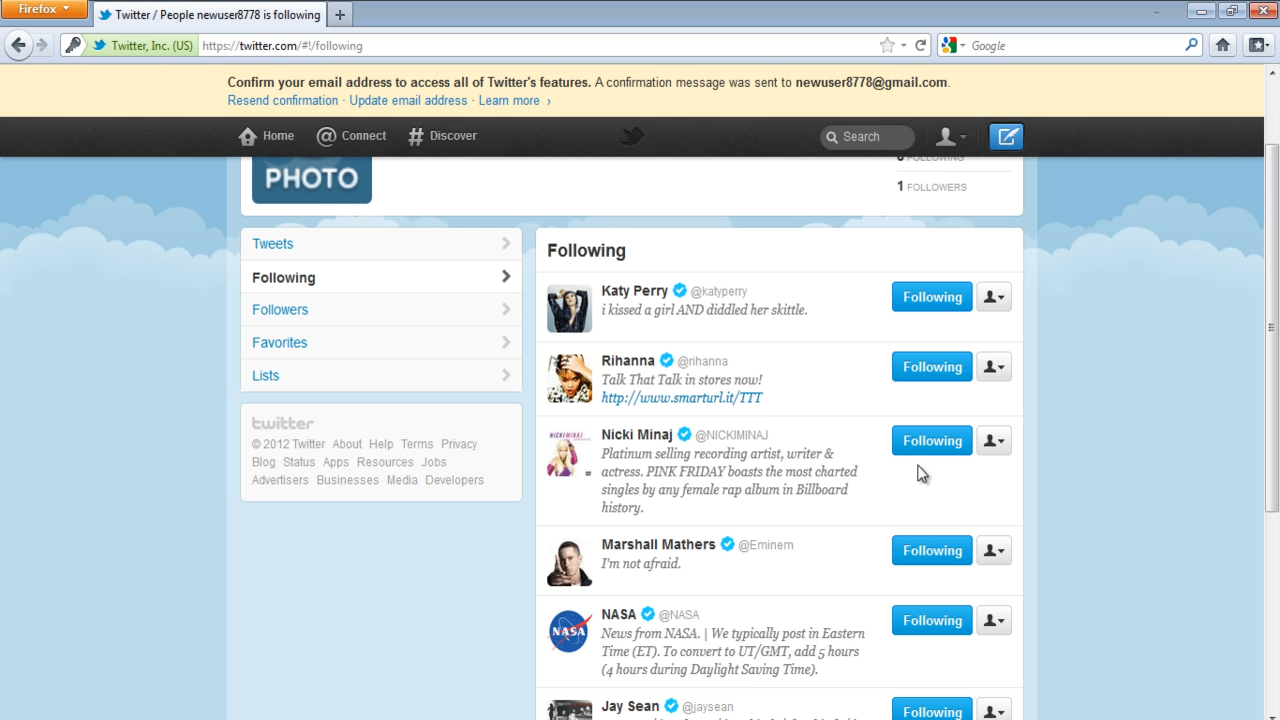 Firefox
Twitter / People newuser8778 is following
Twitter, Inc. (US) https://twitter.com/#!/following
Google
Confirm your email address to access all of Twitter's features. A confirmation message was sent to newuser8778@gmail.com.
Resend confirmation · Update email address · Learn more ›
Home
@ Connect
# Discover
Search
PHOTO
FOLLOWING
1 FOLLOWERS
Tweets
Following
Followers
Favorites
Lists
twitter
© 2012 Twitter About Help Terms Privacy
Blog Status Apps Resources Jobs
Advertisers Businesses Media Developers
Following
Katy Perry @katyperry
i kissed a girl AND diddled her skittle.
Following
Rihanna @rihanna
Talk That Talk in stores now!
http://www.smarturl.it/TTT
Following
NICKI MINAJ
Nicki Minaj @NICKIMINAJ
Platinum selling recording artist, writer &
actress. PINK FRIDAY boasts the most charted
singles by any female rap album in Billboard
history.
Following
Marshall Mathers @Eminem
I'm not afraid.
Following
NASA
NASA @NASA
News from NASA. | We typically post in Eastern
Time (ET). To convert to UT/GMT, add 5 hours
(4 hours during Daylight Saving Time).
Following
Jay Sean @jaysean
Following